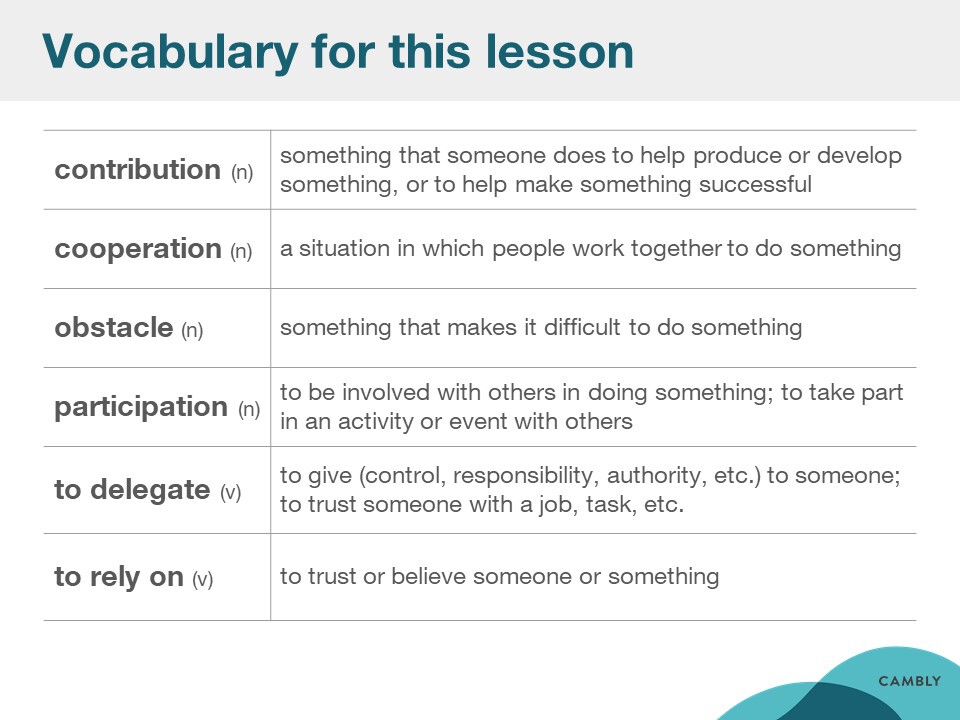 Vocabulary for this lesson
contribution (n)
something that someone does to help produce or develop
something, or to help make something successful
cooperation (n)
a situation in which people work together to do something
obstacle (n)
something that makes it difficult to do something
participation (n)
to be involved with others in doing something; to take part
in an activity or event with others
to delegate (v)
to give (control, responsibility, authority, etc.) to someone;
to trust someone with a job, task, etc.
to rely on (v)
to trust or believe someone or something
CAMBLY